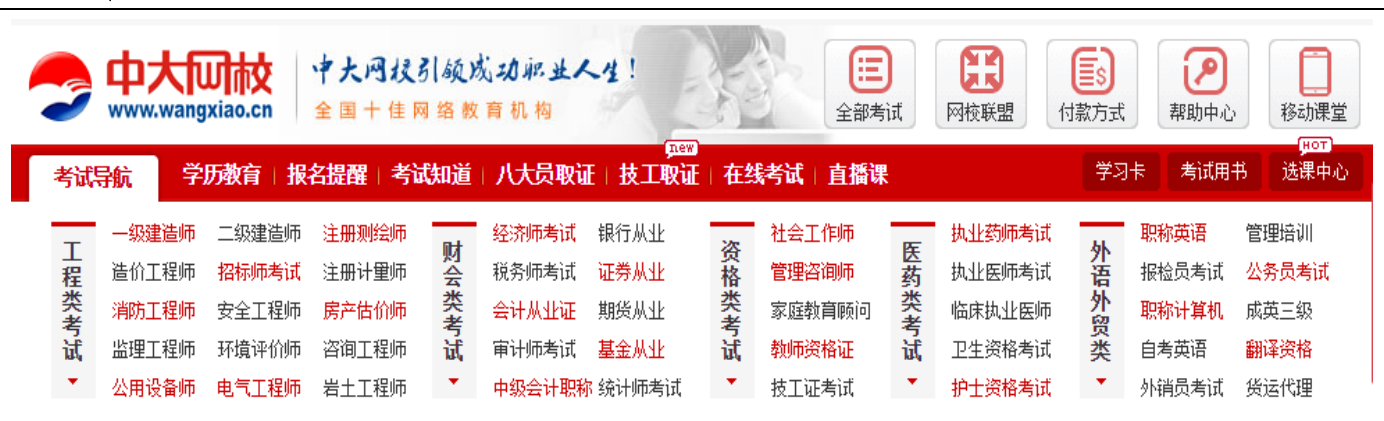 中大网校
www.wangxiao.cn
中大网校引领成功职业人生!
全国十佳网络教育机构
全部考试 网校联盟 付款方式 帮助中心 移动课堂
new HOT
考试导航 学历教育 报名提醒 考试知道 八大员取证 技工取证 在线考试 直播课 学习卡 考试用书 选课中心
工程类考试
一级建造师 二级建造师 注册测绘师
造价工程师 招标师考试 注册计量师
消防工程师 安全工程师 房产估价师
监理工程师 环境评价师 咨询工程师
公用设备师 电气工程师 岩土工程师
财会类考试
经济师考试 银行从业
税务师考试 证券从业
会计从业证 期货从业
审计师考试 基金从业
中级会计职称 统计师考试
资格类考试
社会工作师
管理咨询师
家庭教育顾问
教师资格证
技工证考试
医药类考试
执业药师考试
执业医师考试
临床执业医师
卫生资格考试
护士资格考试
外语外贸类
职称英语 管理培训
报检员考试 公务员考试
职称计算机 成英三级
自考英语 翻译资格
外销员考试 货运代理